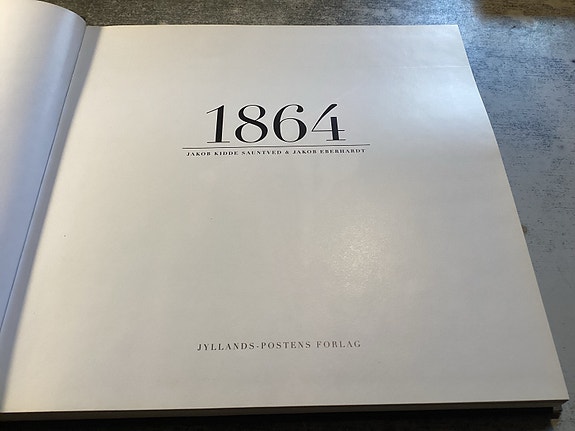 1864
JAKOB KIDDE SAUNTVED & JAKOB EBERHARDT
JYLLANDS-POSTENS FORLAG